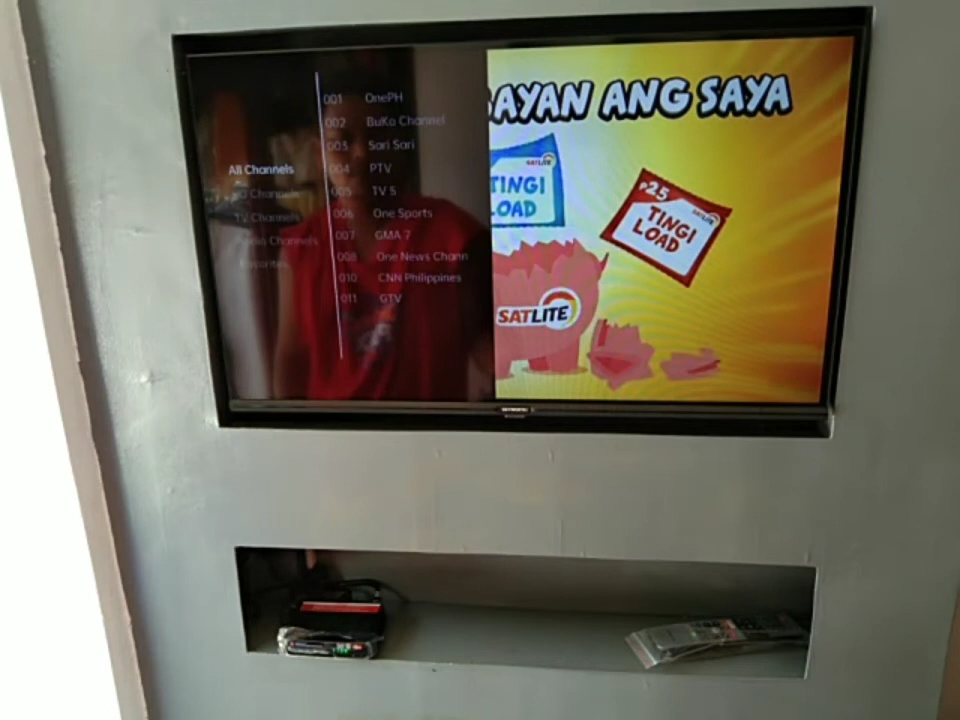 AYAN ANG SAYA
001 OnePH
002 BuKo Channel
003 Sari Sari
004 PTV
005 TV 5
006 One Sports
007 GMA 7
008 One News Chann
010 CNN Philippines
011 GTV
All Channels
TV Channels
Channels
Favorites
SATLITE
TINGI
LOAD
₱25
SATLITE
TINGI
LOAD
SATLITE